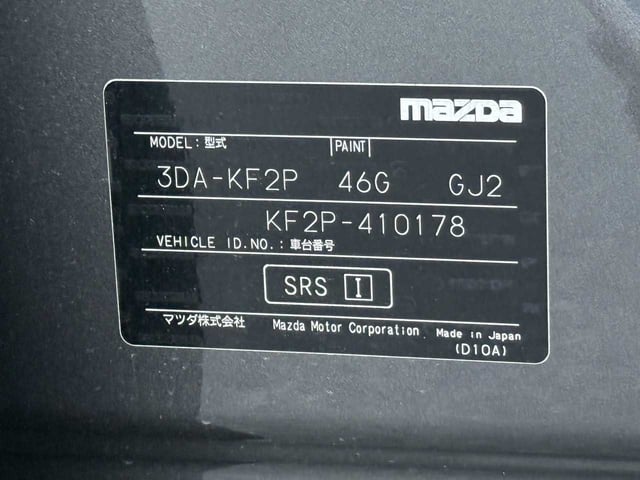 mazda
MODEL: 型式 PAINT
3DA-KF2P 46G GJ2
KF2P-410178
VEHICLE ID.NO.: 車台番号
SRS I
マツダ株式会社 Mazda Motor Corporation Made in Japan
(D10A)